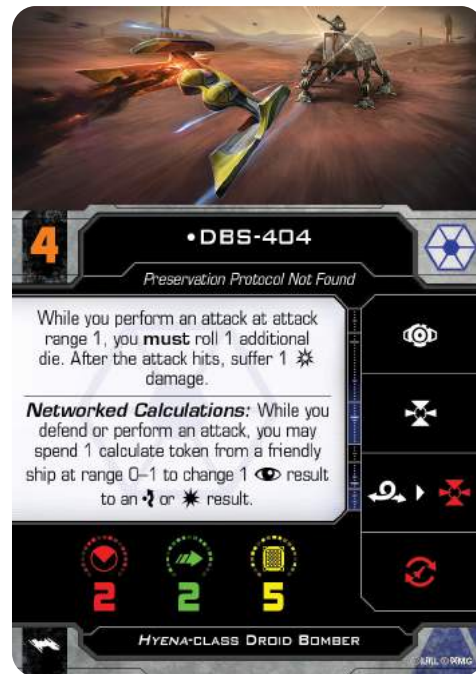 4
•DBS-404
Preservation Protocol Not Found
While you perform an attack at attack
range 1, you must roll 1 additional
die. After the attack hits, suffer 1
damage.
Networked Calculations: While you
defend or perform an attack, you may
spend 1 calculate token from a friendly
ship at range 0–1 to change 1 result
to an or result.
2 2 5
HYENA-CLASS DROID BOMBER